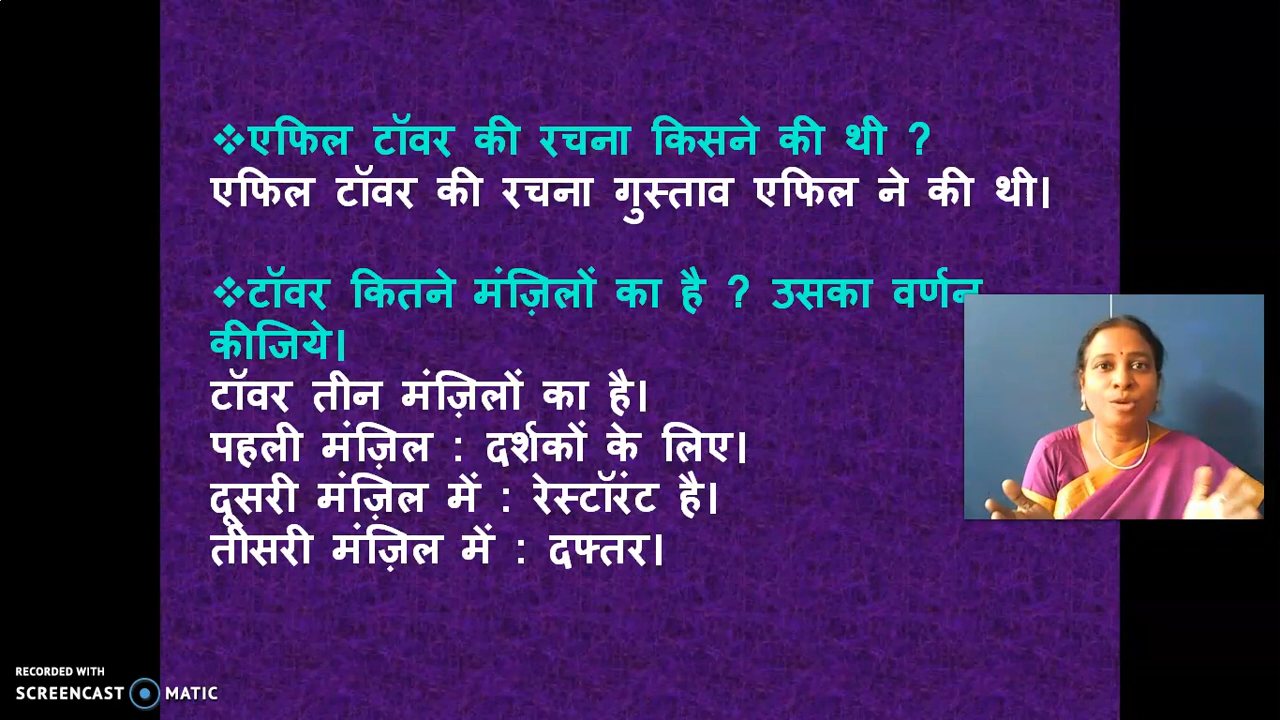 ❖एफिल टॉवर की रचना किसने की थी ?
एफिल टॉवर की रचना गुस्ताव एफिल ने की थी।
❖टॉवर कितने मंज़िलों का है ? उसका वर्णन
कीजिये।
टॉवर तीन मंज़िलों का है।
पहली मंज़िल : दर्शकों के लिए।
दूसरी मंज़िल में : रेस्टॉरंट है।
तीसरी मंज़िल में : दफ्तर।
RECORDED WITH
SCREENCAST MATIC